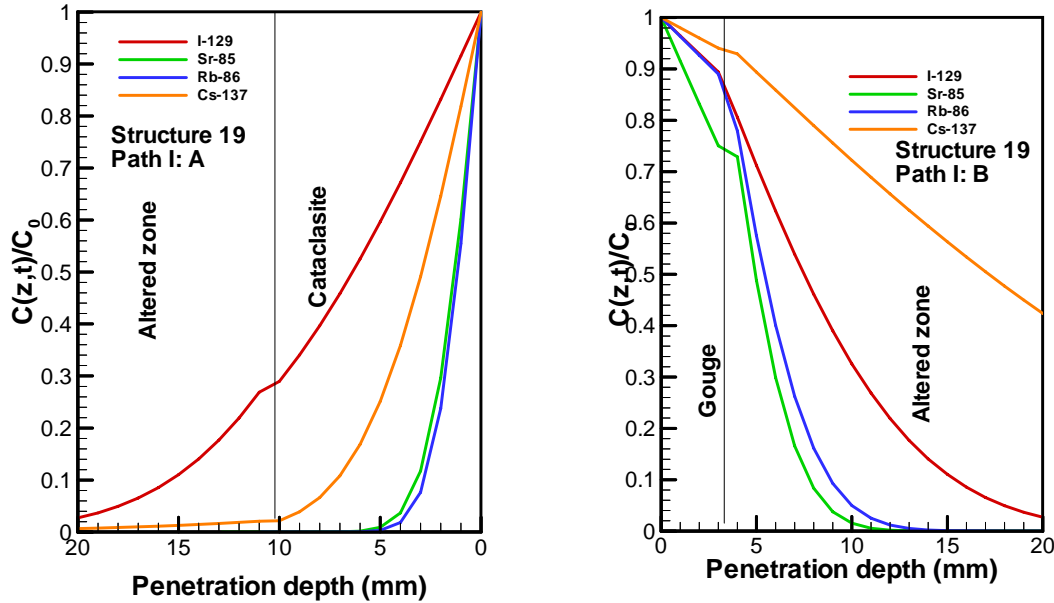 1
0.9
0.8
0.7
0.6
0.5
0.4
0.3
0.2
0.1
0
C(z,t)/C0
I-129
Sr-85
Rb-86
Cs-137
Structure 19
Path I: A
Altered zone
Cataclasite
20
15
10
5
0
Penetration depth (mm)
1
0.9
0.8
0.7
0.6
0.5
0.4
0.3
0.2
0.1
0
C(z,t)/C0
I-129
Sr-85
Rb-86
Cs-137
Structure 19
Path I: B
Gouge
Altered zone
0
5
10
15
20
Penetration depth (mm)